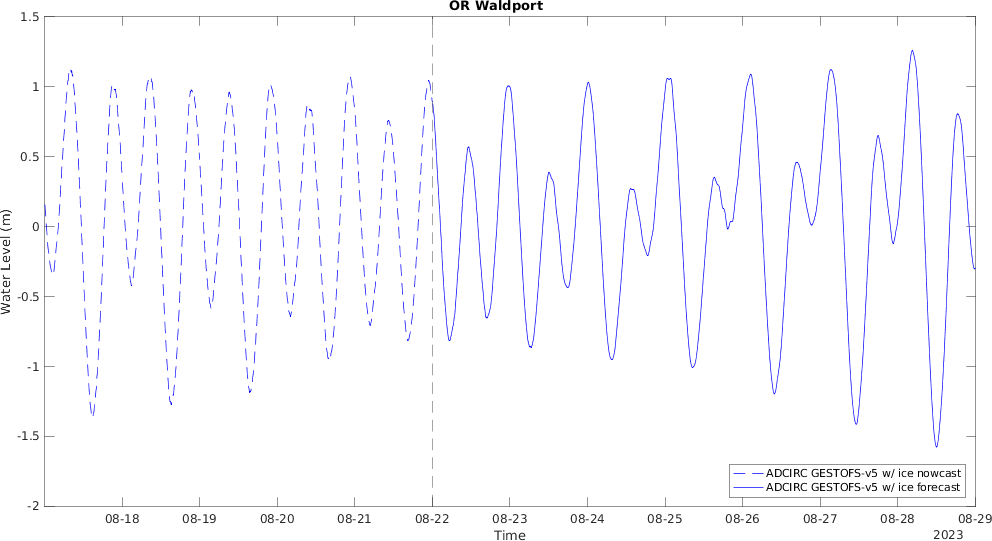 OR Waldport
1.5
1
0.5
0
-0.5
-1
-1.5
-2
Water Level (m)
08-18 08-19 08-20 08-21 08-22 08-23 08-24 08-25 08-26 08-27 08-28 08-29
Time
2023
ADCIRC GESTOFS-v5 w/ ice nowcast
ADCIRC GESTOFS-v5 w/ ice forecast